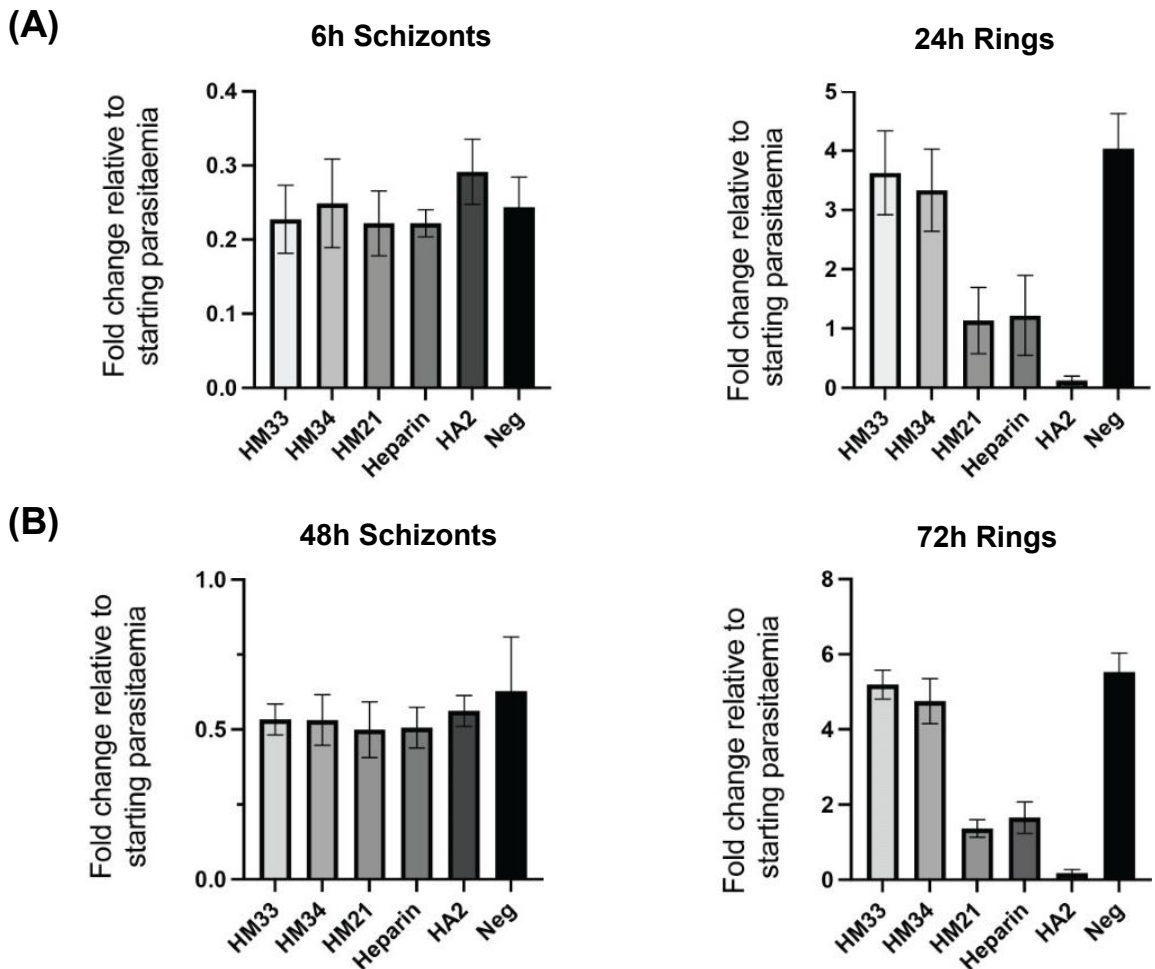 (A)
6h Schizonts
24h Rings
Fold change relative to
starting parasitaemia
0.4
0.3
0.2
0.1
0.0
HM33
HM34
HM21
Heparin
HA2
Neg
Fold change relative to
starting parasitaemia
5
4
3
2
1
0
HM33
HM34
HM21
Heparin
HA2
Neg
(B)
48h Schizonts
72h Rings
Fold change relative to
starting parasitaemia
1.0
0.5
0.0
HM33
HM34
HM21
Heparin
HA2
Neg
Fold change relative to
starting parasitaemia
8
6
4
2
0
HM33
HM34
HM21
Heparin
HA2
Neg